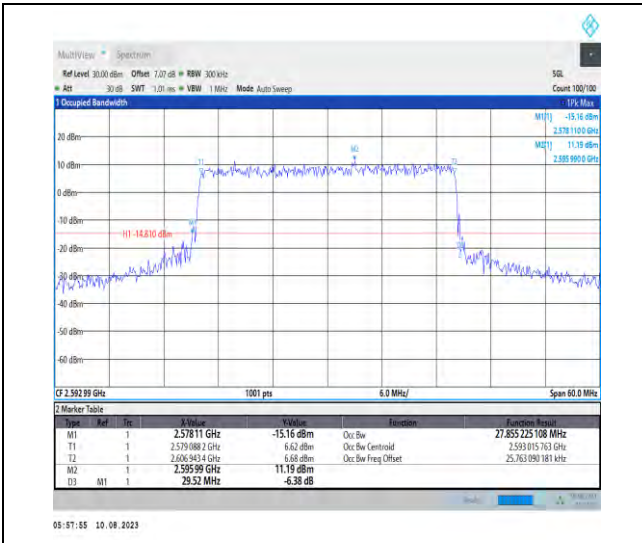 MultiView Spectrum
Ref Level 30.00 dBm Offset 7.07 dB RBW 300 kHz SGL
Att 30 dB SWT 1.01 ms VBW 1 MHz Mode Auto Sweep Count 100/100
1 Occupied Bandwidth 1Pk Max
M1[1] -15.16 dBm
2.578 1100 GHz
M2[1] 11.19 dBm
2.595 9900 GHz
20 dBm
M2
T1 T2
10 dBm
0 dBm
-10 dBm
M1
H1 -14.810 dBm
-20 dBm
-30 dBm
-40 dBm
-50 dBm
-60 dBm
CF 2.592 99 GHz 1001 pts 6.0 MHz/ Span 60.0 MHz
2 Marker Table
Type Ref Trc X-Value Y-Value Function Function Result
M1 1 2.57811 GHz -15.16 dBm Occ Bw 27.855 225 108 MHz
T1 1 2.579 088 2 GHz 6.62 dBm Occ Bw Centroid 2.593 015 763 GHz
T2 1 2.606 943 4 GHz 6.68 dBm Occ Bw Freq Offset 25.763 090 181 kHz
M2 1 2.595 99 GHz 11.19 dBm
D3 M1 1 29.52 MHz -6.38 dB
Ready
05:57:55 10.08.2023